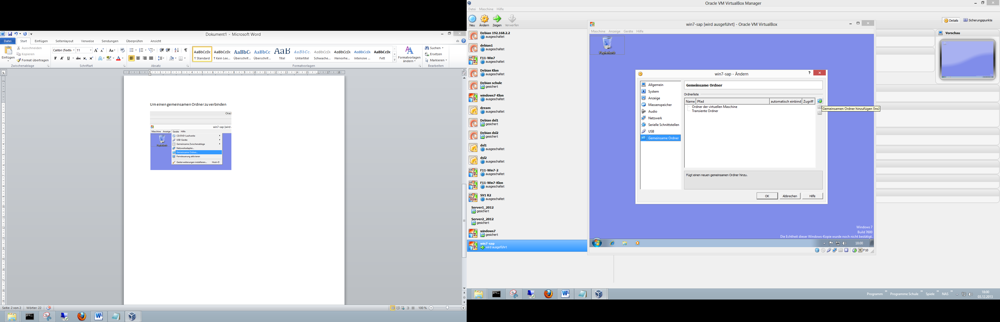 Dokument1 - Microsoft Word
Datei Start Einfügen Seitenlayout Verweise Sendungen Überprüfen Ansicht
Einfügen
Ausschneiden
Kopieren
Format übertragen
Zwischenablage
Calibri (Textk 11
F K U abc
Schriftart
Absatz
AaBbCcDc AaBbCcDc AaBbC AaBbCc AaB AaBbCc. AaBbCcDt AaBbCcDt AaBbCcDt AaBbCcDc
¶ Standard ¶ Kein Lee... Überschrif... Überschrif... Titel Untertitel Schwache... Hervorhe... Intensive ... Fett
Formatvorlagen
Formatvorlagen ändern
Suchen
Ersetzen
Markieren
Bearbeiten
Um einen gemeinsamen Ordner zu verbinden
Orac
win7-sap [wird
Maschine Anzeige Geräte Hilfe
Papierkorb
CD/DVD-Laufwerke
USB-Geräte
Gemeinsame Zwischenablage
Netzwerkadapter...
Gemeinsame Ordner...
Fernsteuerung aktivieren
Gasterweiterungen installieren... Host+D
Seite: 2 von 2 Wörter: 22
100 %
Oracle VM VirtualBox Manager
Datei Maschine Hilfe
Neu Ändern Zeigen Verwerfen
Details Sicherungspunkte
Debian 192.168.2.2
ausgeschaltet
debian1
ausgeschaltet
F11-Win7
ausgeschaltet
Debian Klon
ausgeschaltet
Debian schule
gesichert
windows7-Klon
ausgeschaltet
dream
ausgeschaltet
Debian dsl1
gesichert
Debian dsl2
gesichert
dsl1
ausgeschaltet
dsl2
ausgeschaltet
F11-Win7-2
ausgeschaltet
F11-Win7-Klon
ausgeschaltet
SV1 R2
ausgeschaltet
Server1_2012
gesichert
Server2_2012
gesichert
windows7
gesichert
win7-sap
wird ausgeführt
Vorschau
win7-sap [wird ausgeführt] - Oracle VM VirtualBox
Maschine Anzeige Geräte Hilfe
Papierkorb
win7-sap - Ändern
Allgemein
System
Anzeige
Massenspeicher
Audio
Netzwerk
Serielle Schnittstellen
USB
Gemeinsame Ordner
Gemeinsame Ordner
Ordnerliste
Name Pfad automatisch einbind Zugriff
Ordner der virtuellen Maschine
Transiente Ordner
Gemeinsamen Ordner hinzufügen (Ins)
Fügt einen neuen gemeinsamen Ordner hinzu.
OK Abbrechen Hilfe
Windows 7
Build 7600
Die Echtheit dieser Windows-Kopie wurde noch nicht bestätigt.
18:00
F10
Programm Programme Schule Spiele NAS
18:00
03.12.2013